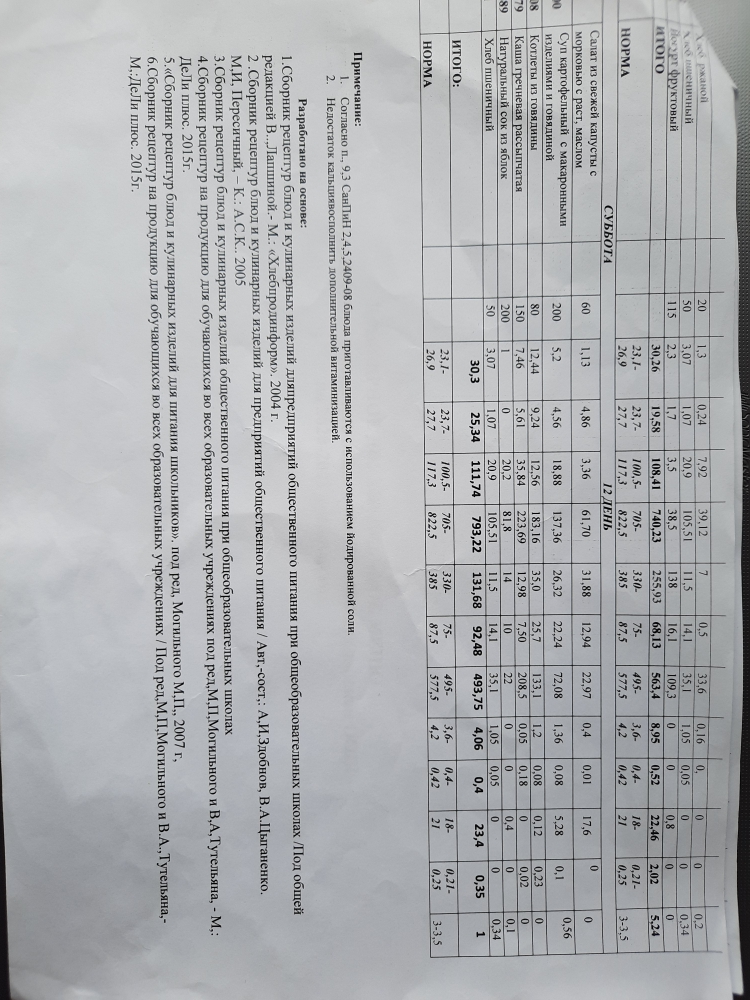 Хлеб ржаной 20 1,3 0,24 7,92 39,12 7 0,5 33,6 0,16 0, 0 0 0,2
Хлеб пшеничный 50 3,07 1,07 20,9 105,51 11,5 14,1 35,1 1,05 0,05 0 0 0,34
Йогурт фруктовый 115 2,3 1,7 3,5 38,5 138 16,1 109,3 0 0 0,8 0 0
ИТОГО 30,26 19,58 108,41 740,23 255,93 68,13 563,4 8,95 0,52 22,46 2,02 5,24
НОРМА 23,1-26,9 23,7-27,7 100,5-117,3 705-822,5 330-385 75-87,5 495-577,5 3,6-4,2 0,4-0,42 18-21 0,21-0,25 3-3,5
СУББОТА 12 ДЕНЬ
Салат из свежей капусты с
морковью с раст, маслом 60 1,13 4,86 3,36 61,70 31,88 12,94 22,97 0,4 0,01 17,6 0 0
90 Суп картофельный с макаронными
изделиями и говядиной 200 5,2 4,56 18,88 137,36 26,32 22,24 72,08 1,36 0,08 5,28 0,1 0,56
08 Котлеты из говядины 80 12,44 9,24 12,56 183,16 35,0 25,7 133,1 1,2 0,08 0,12 0,23 0
79 Каша гречневая рассыпчатая 150 7,46 5,61 35,84 223,69 12,98 7,50 208,5 0,05 0,18 0 0,02 0
89 Натуральный сок из яблок 200 1 0 20,2 81,8 14 10 22 0 0 0,4 0 0,1
Хлеб пшеничный 50 3,07 1,07 20,9 105,51 11,5 14,1 35,1 1,05 0,05 0 0 0,34
ИТОГО: 30,3 25,34 111,74 793,22 131,68 92,48 493,75 4,06 0,4 23,4 0,35 1
НОРМА 23,1-26,9 23,7-27,7 100,5-117,3 705-822,5 330-385 75-87,5 495-577,5 3,6-4,2 0,4-0,42 18-21 0,21-0,25 3-3,5
Примечание:
1. Согласно п., 9,3 СанПиН 2,4,5,2409-08 блюда приготавливаются с использованием йодированной соли.
2. Недостаток кальциявосполнить дополнительной витаминизацией.
Разработано на основе:
1.Сборник рецептур блюд и кулинарных изделий дляпредприятий общественного питания при общеобразовательных школах /Под общей
редакцией В...Лапшиной.- М.: «Хлебпродинформ». 2004 г.
2 .Сборник рецептур блюд и кулинарных изделий для предприятий общественного питания / Авт,-сост,: А,И,Здобнов, В.А.Цыганенко.
М.И. Пересичный, – К.: А.С.К.. 2005
3.Сборник рецептур блюд и кулинарных изделий общественного питания при общеобразовательных школах
4.Сборник рецептур на продукцию для обучающихся во всех образовательных учреждениях под ред,М,П,Могильного и В,А,Тутельяна, - М,:
ДеЛи плюс. 2015г.
5.«Сборник рецептур блюд и кулинарных изделий для питания школьников», под ред, Могильного М,П,, 2007 г,
6.Сборник рецептур на продукцию для обучающихся во всех образовательных учреждениях / Под ред,М,П,Могильного и В.А.,Тутельяна,-
М,:ДеЛи плюс. 2015г.